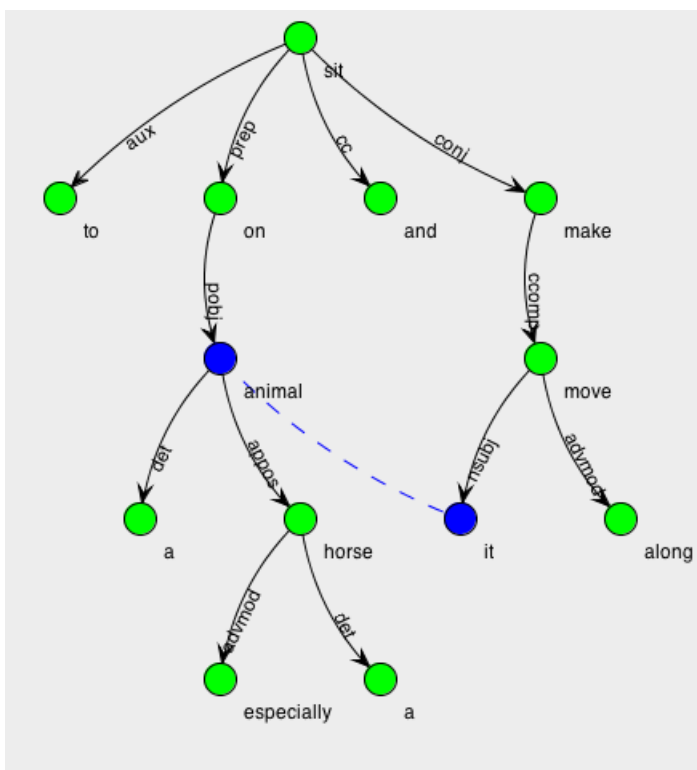 sit
aux prep cc conj
to on and make
pobj ccomp
animal move
det appos nsubj advmod
a horse it along
advmod det
especially a